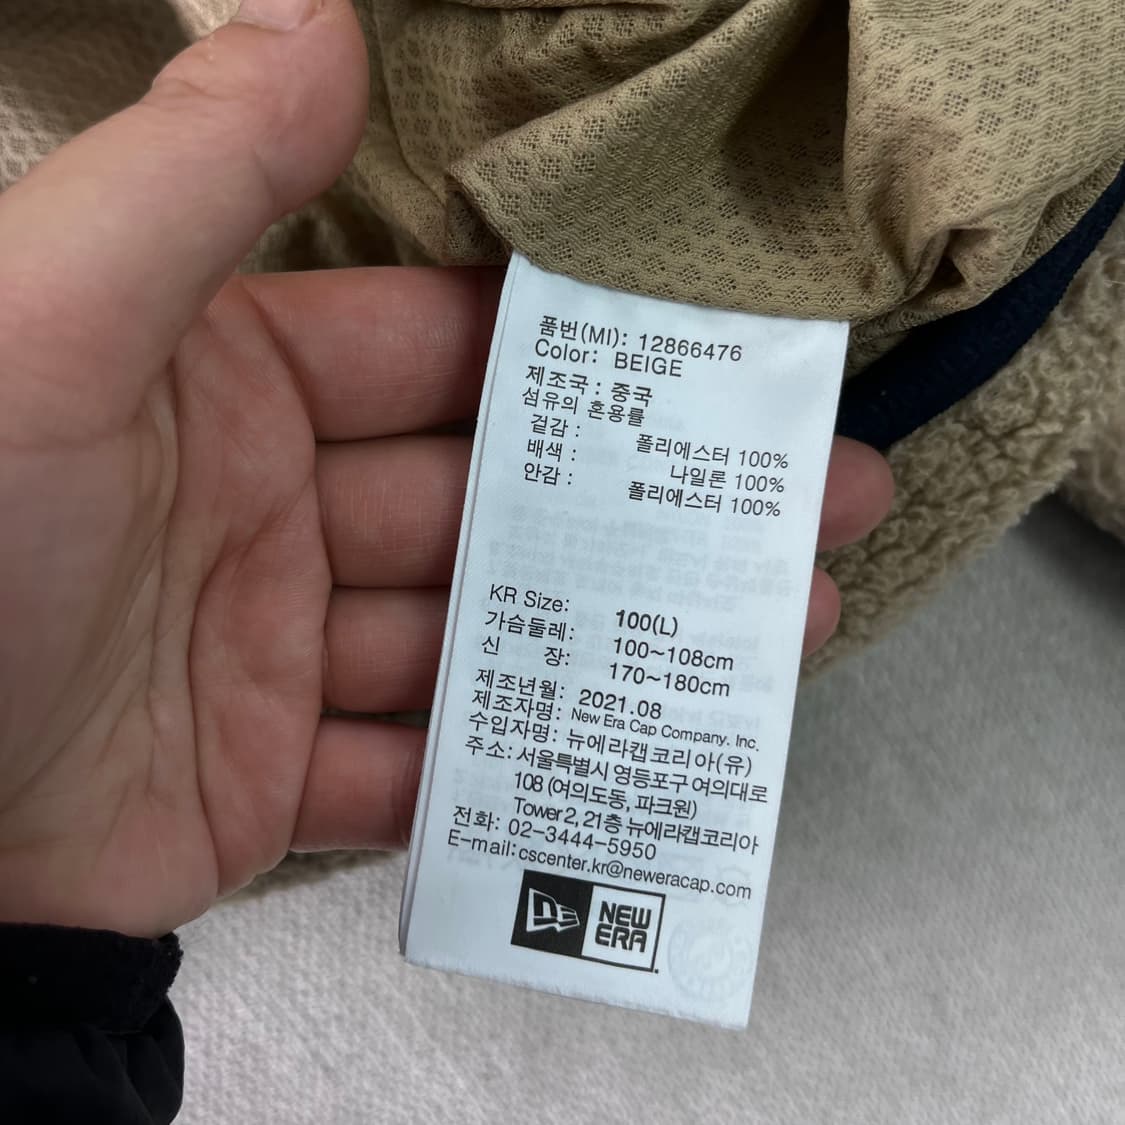 품번(MI): 12866476
Color: BEIGE
제조국 : 중국
섬유의 혼용률
겉감 : 폴리에스터 100%
배색 : 나일론 100%
안감 : 폴리에스터 100%
KR Size: 100(L)
가슴둘레: 100~108cm
신 장: 170~180cm
제조년월: 2021.08
제조자명: New Era Cap Company. Inc.
수입자명: 뉴에라캡코리아(유)
주소: 서울특별시 영등포구 여의대로
108 (여의도동, 파크원)
Tower 2, 21층 뉴에라캡코리아
전화: 02-3444-5950
E-mail:cscenter.kr@neweracap.com
NEW
ERA